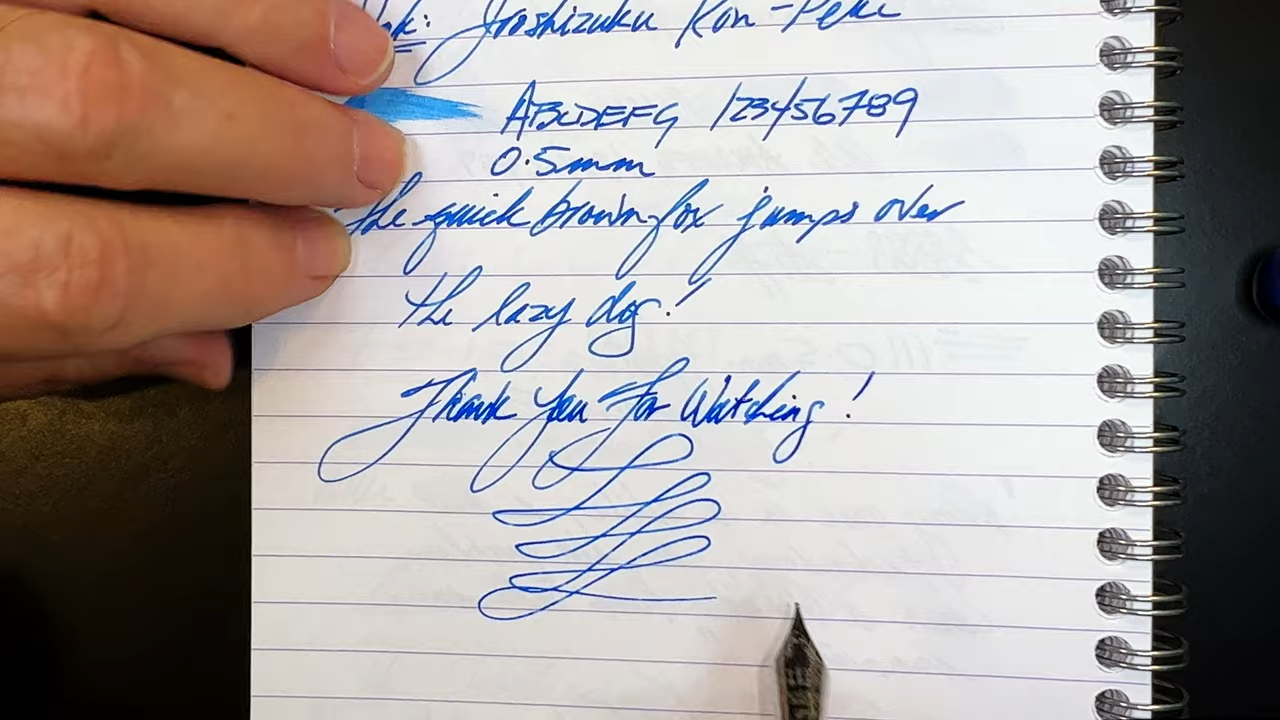 Ink: Iroshizuku Kon-Peki
ABCDEFG 123456789
0.5mm
The quick brown fox jumps over
the lazy dog!
Thank You For Watching!